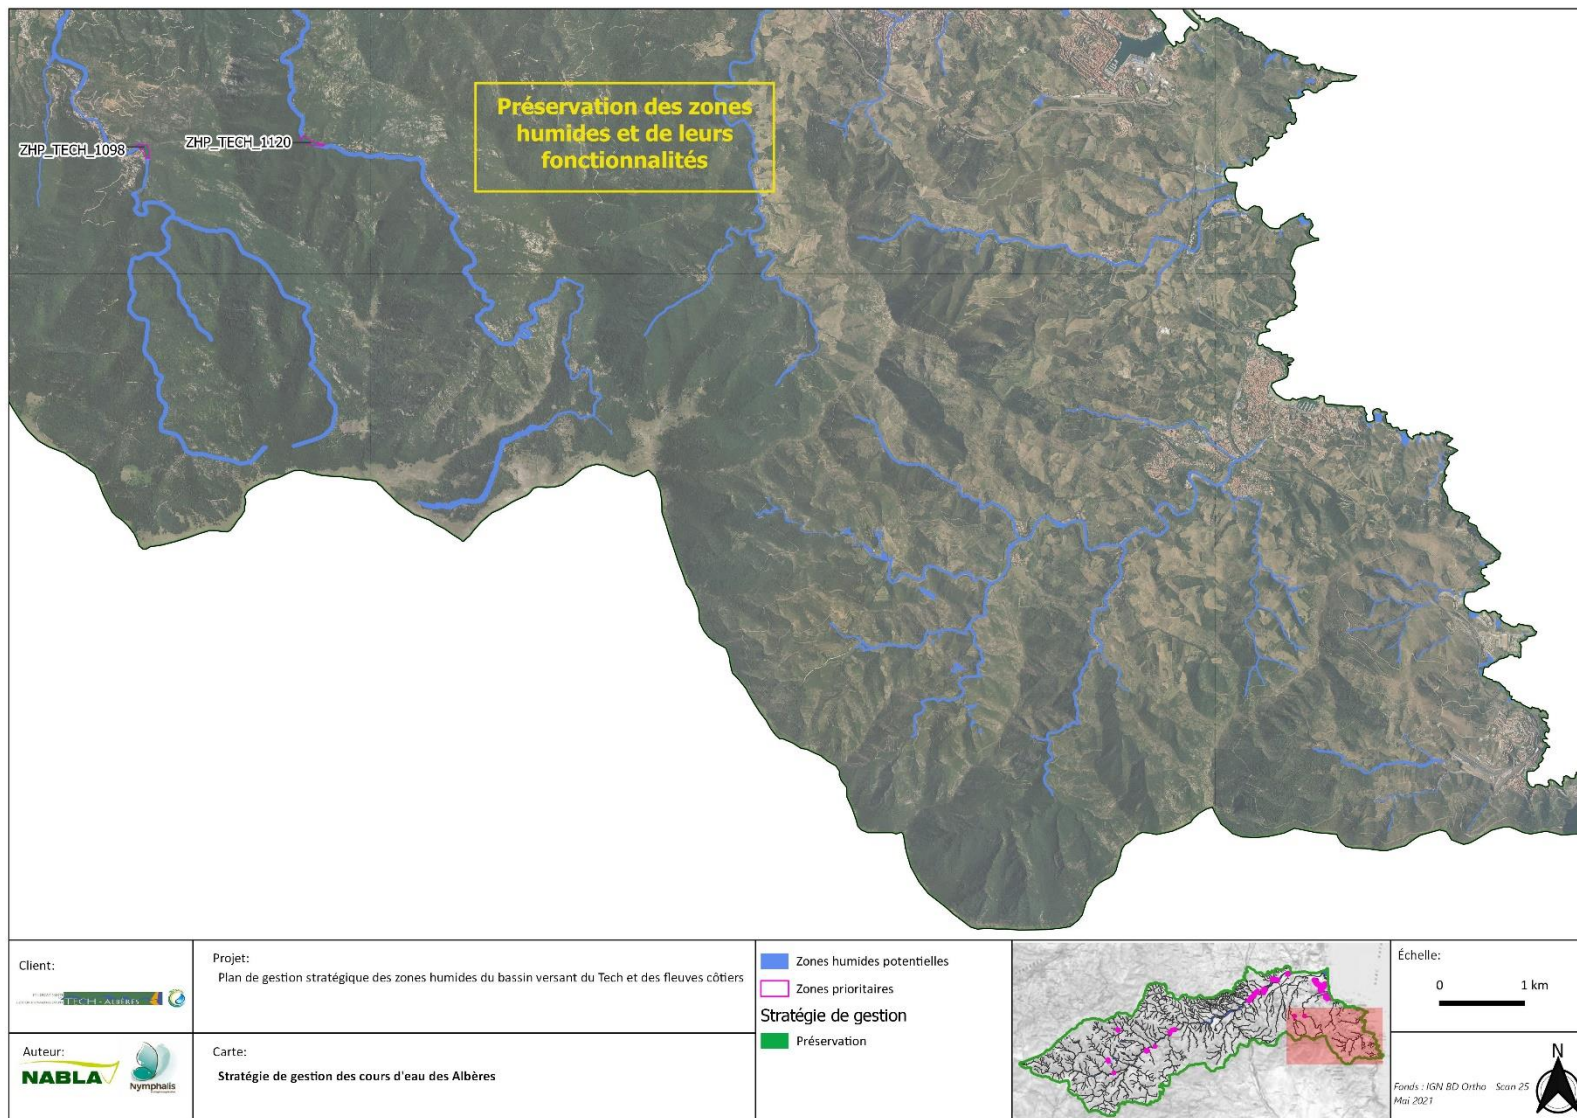 Préservation des zones
humides et de leurs
fonctionnalités
ZHP_TECH_1098
ZHP_TECH_1120
Client:
TECH - ALBÈRES
Projet:
Plan de gestion stratégique des zones humides du bassin versant du Tech et des fleuves côtiers
Auteur:
NABLA
Nymphalis
Carte:
Stratégie de gestion des cours d'eau des Albères
Zones humides potentielles
Zones prioritaires
Stratégie de gestion
Préservation
Échelle:
0 1 km
Fonds : IGN BD Ortho Scan 25
Mai 2021
N